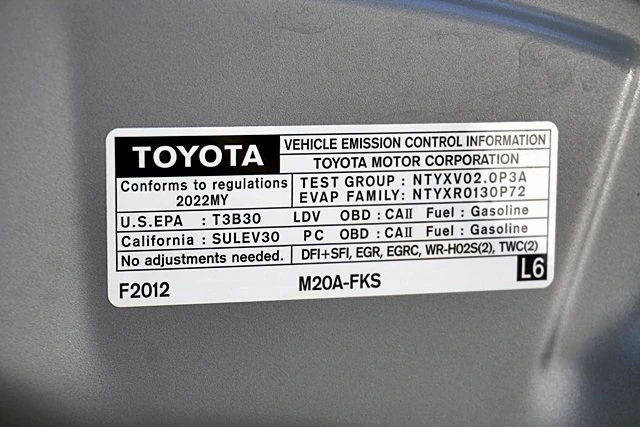 TOYOTA
VEHICLE EMISSION CONTROL INFORMATION
TOYOTA MOTOR CORPORATION
Conforms to regulations
2022MY
TEST GROUP : NTYXV02.0P3A
EVAP FAMILY: NTYXR0130P72
U.S.EPA : T3B30 LDV OBD : CAII Fuel : Gasoline
California : SULEV30 PC OBD : CAII Fuel : Gasoline
No adjustments needed. DFI+SFI, EGR, EGRC, WR-HO2S(2), TWC(2)
F2012 M20A-FKS L6